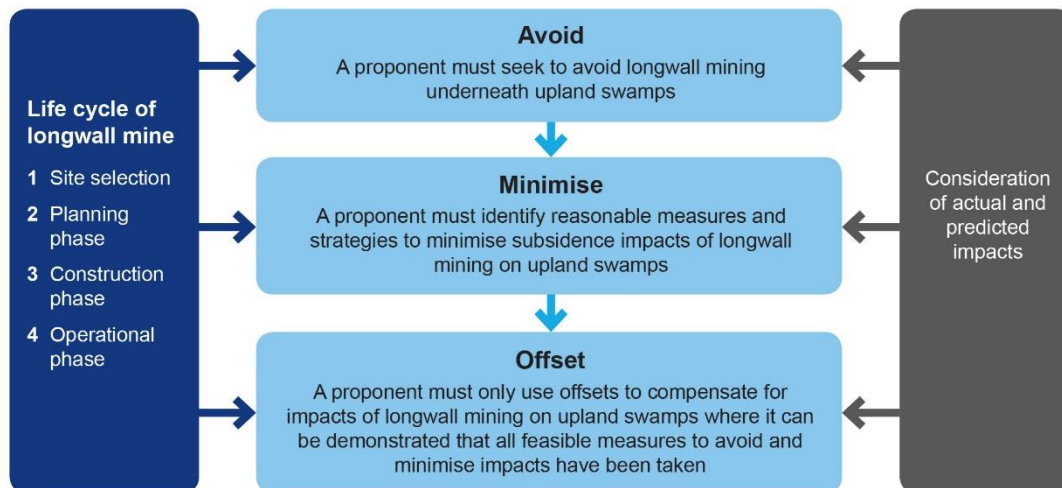 Life cycle of
longwall mine
1 Site selection
2 Planning
phase
3 Construction
phase
4 Operational
phase
Avoid
A proponent must seek to avoid longwall mining
underneath upland swamps
Minimise
A proponent must identify reasonable measures and
strategies to minimise subsidence impacts of longwall
mining on upland swamps
Offset
A proponent must only use offsets to compensate for
impacts of longwall mining on upland swamps where it can
be demonstrated that all feasible measures to avoid and
minimise impacts have been taken
Consideration
of actual and
predicted
impacts